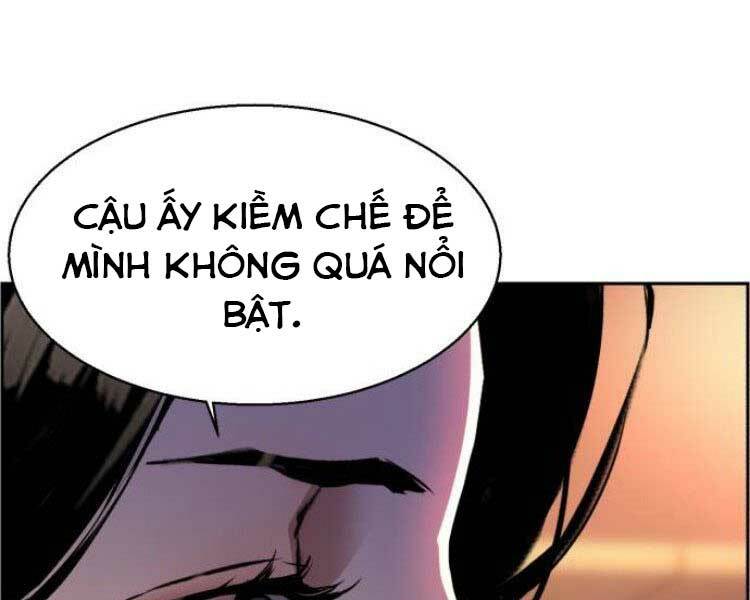 CẬU ẤY KIỀM CHẾ ĐỂ
MÌNH KHÔNG QUÁ NỔI
BẬT.